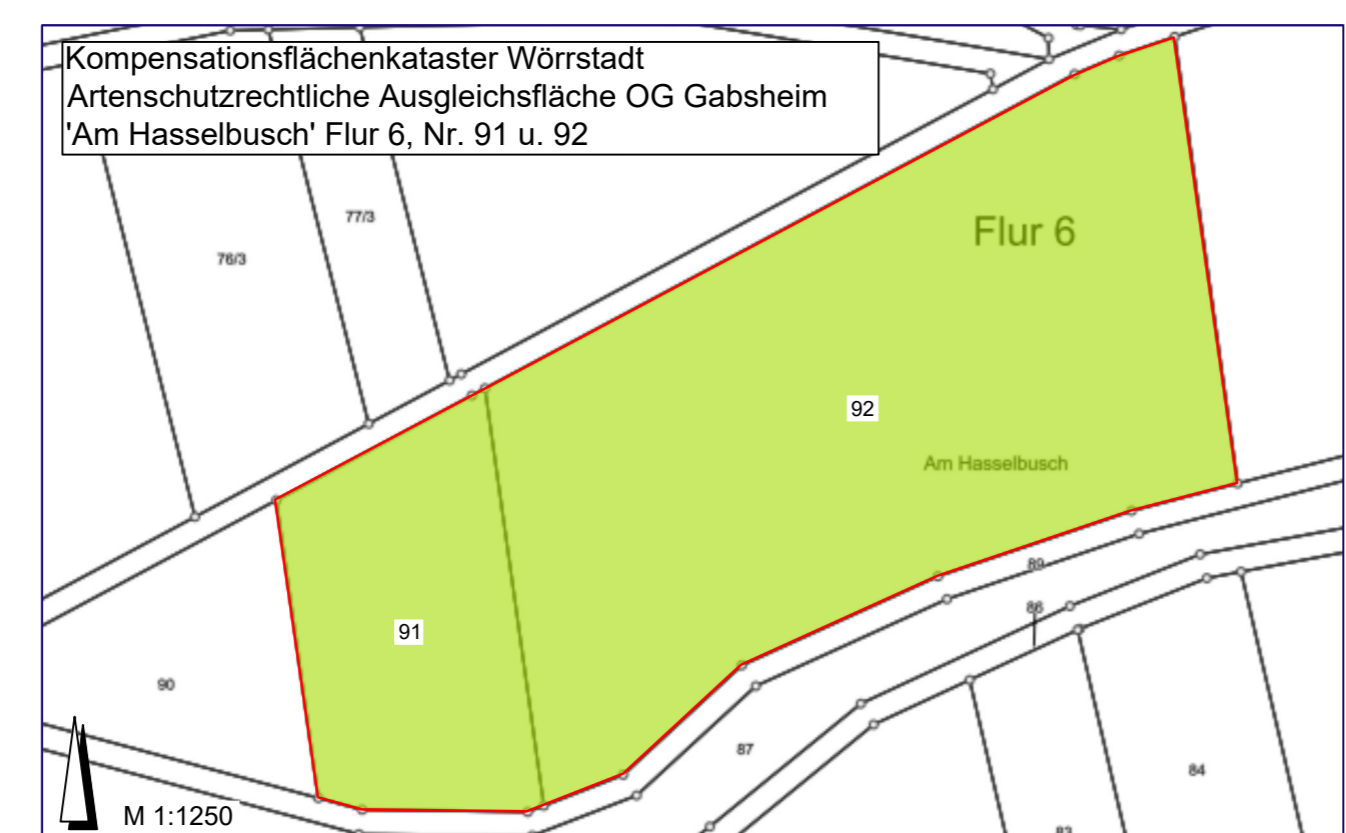 Kompensationsflächenkataster Wörrstadt
Artenschutzrechtliche Ausgleichsfläche OG Gabsheim
'Am Hasselbusch' Flur 6, Nr. 91 u. 92
77/3
76/3
Flur 6
92
Am Hasselbusch
89
86
91
90
87
84
M 1:1250
83